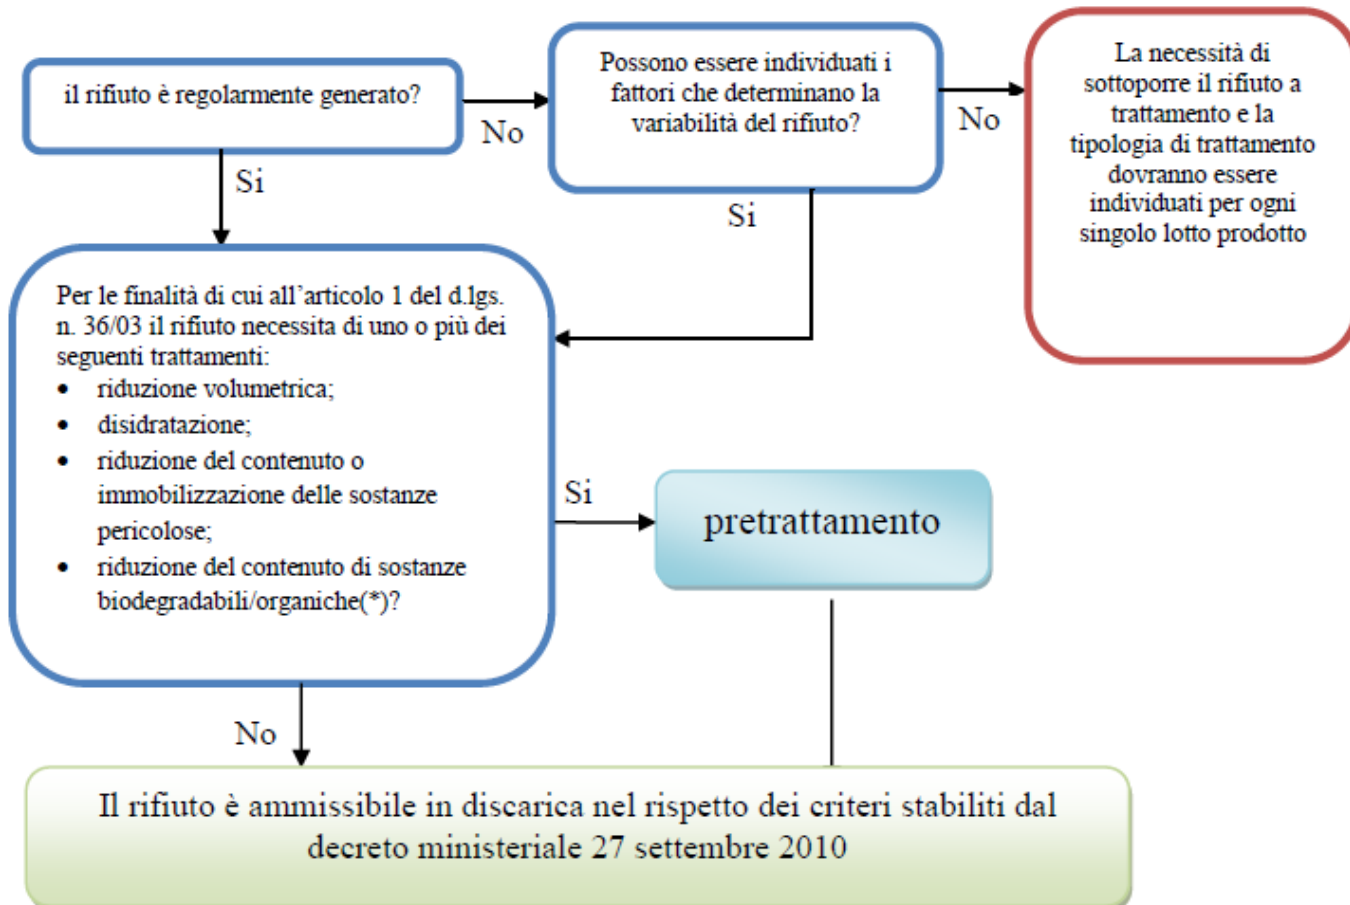 il rifiuto è regolarmente generato?
No
Possono essere individuati i
fattori che determinano la
variabilità del rifiuto?
No
La necessità di
sottoporre il rifiuto a
trattamento e la
tipologia di trattamento
dovranno essere
individuati per ogni
singolo lotto prodotto
Si
Si
Per le finalità di cui all'articolo 1 del d.lgs.
n. 36/03 il rifiuto necessita di uno o più dei
seguenti trattamenti:
• riduzione volumetrica;
• disidratazione;
• riduzione del contenuto o
immobilizzazione delle sostanze
pericolose;
• riduzione del contenuto di sostanze
biodegradabili/organiche(*)?
Si
pretrattamento
No
Il rifiuto è ammissibile in discarica nel rispetto dei criteri stabiliti dal
decreto ministeriale 27 settembre 2010